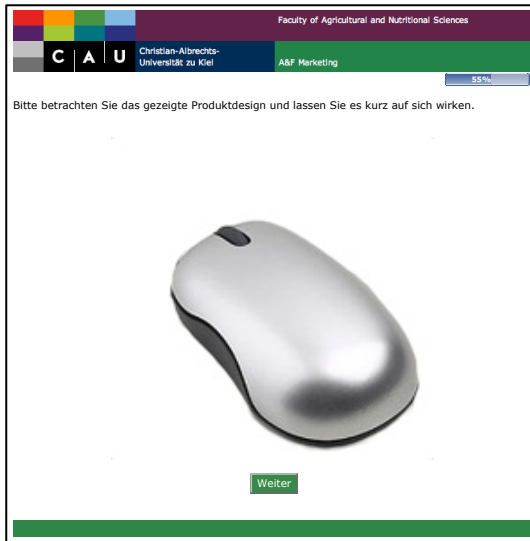 Faculty of Agricultural and Nutritional Sciences
C A U
Christian-Albrechts-
Universität zu Kiel
A&F Marketing
55%
Bitte betrachten Sie das gezeigte Produktdesign und lassen Sie es kurz auf sich wirken.
Weiter